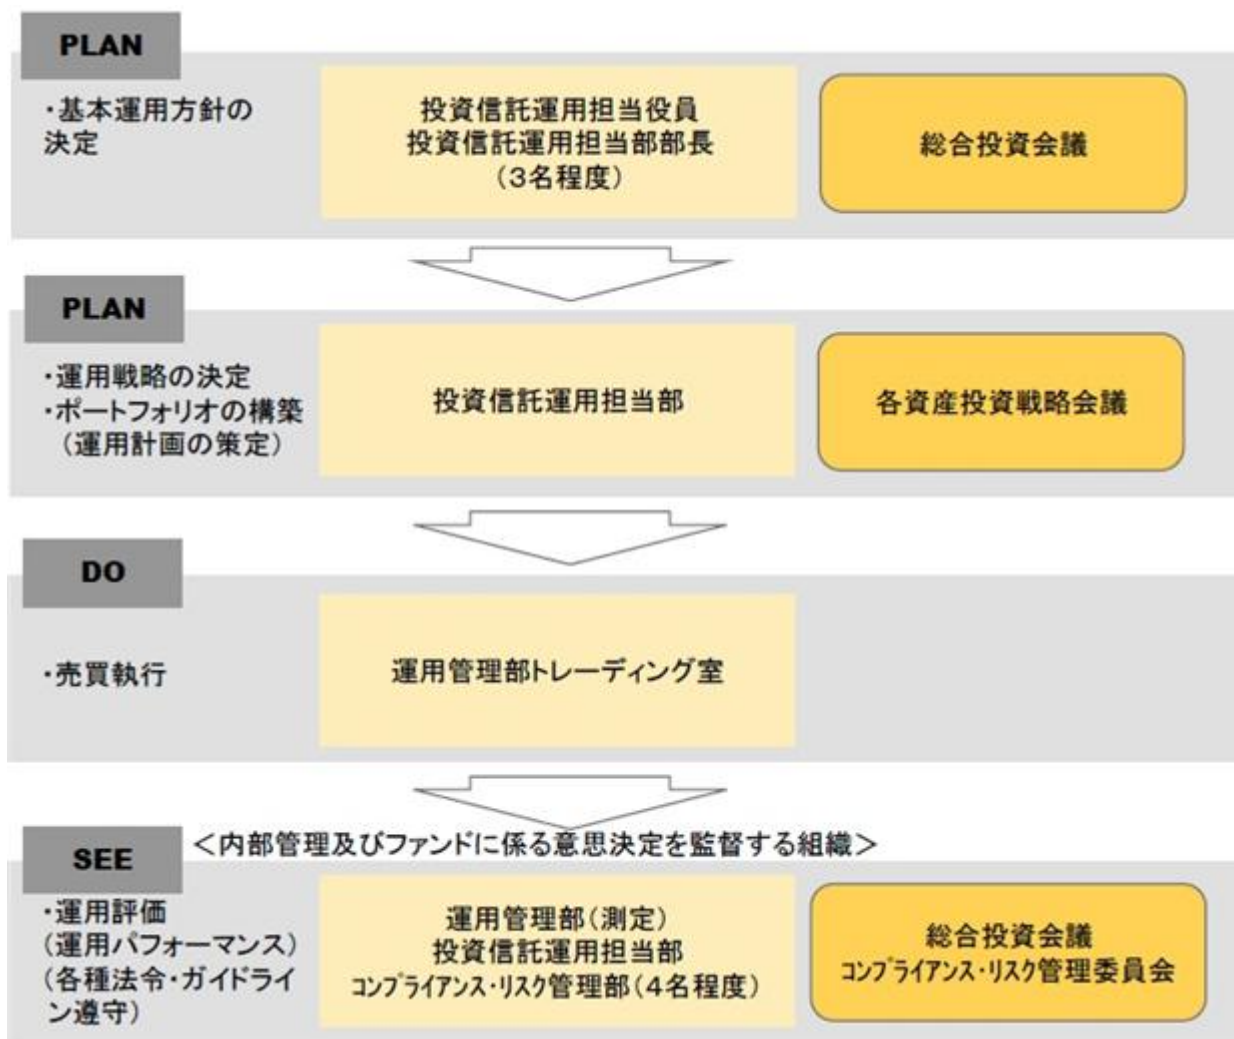 PLAN
・基本運用方針の
決定
投資信託運用担当役員
投資信託運用担当部部長
（３名程度）
総合投資会議
PLAN
・運用戦略の決定
・ポートフォリオの構築
（運用計画の策定）
投資信託運用担当部
各資産投資戦略会議
DO
・売買執行
運用管理部トレーディング室
SEE
＜内部管理及びファンドに係る意思決定を監督する組織＞
・運用評価
（運用パフォーマンス）
（各種法令・ガイドライ
ン遵守）
運用管理部（測定）
投資信託運用担当部
ｺﾝﾌﾟﾗｲｱﾝｽ・ﾘｽｸ管理部（４名程度）
総合投資会議
ｺﾝﾌﾟﾗｲｱﾝｽ・ﾘｽｸ管理委員会